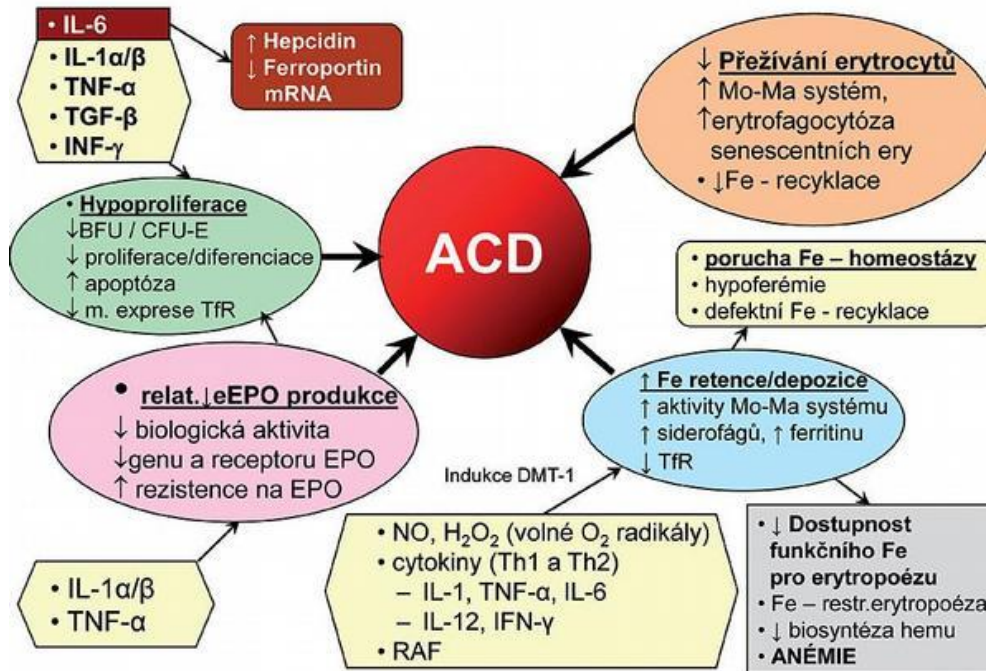 • IL-6
• IL-1α/β
• TNF-α
• TGF-β
• INF-γ
↑ Hepcidin
↓ Ferroportin
mRNA
↓ Přežívání erytrocytů
↑ Mo-Ma systém,
↑erytrofagocytóza
senescentních ery
• ↓Fe - recyklace
• Hypoproliferace
↓BFU / CFU-E
↓ proliferace/diferenciace
↑ apoptóza
↓ m. exprese TfR
ACD
• porucha Fe – homeostázy
• hypoferémie
• defektní Fe - recyklace
• relat.↓eEPO produkce
↓ biologická aktivita
↓genu a receptoru EPO
↑ rezistence na EPO
↑ Fe retence/depozice
↑ aktivity Mo-Ma systému
↑ siderofágů, ↑ ferritinu
↓ TfR
Indukce DMT-1
• IL-1α/β
• TNF-α
• NO, H₂O₂ (volné O₂ radikály)
• cytokiny (Th1 a Th2)
– IL-1, TNF-α, IL-6
– IL-12, IFN-γ
• RAF
• ↓ Dostupnost
funkčního Fe
pro erytropoézu
• Fe – restr.erytropoéza
• ↓ biosyntéza hemu
• ANÉMIE